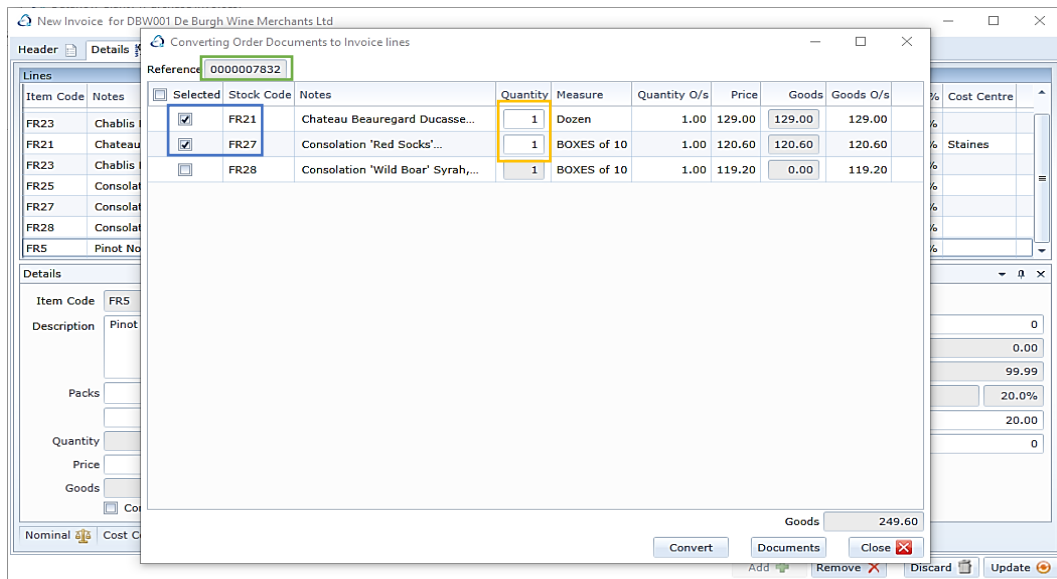 New Invoice for DBW001 De Burgh Wine Merchants Ltd
Header Details
Converting Order Documents to Invoice lines
Reference 0000007832
Lines
Item Code Notes
Selected Stock Code Notes Quantity Measure Quantity O/s Price Goods Goods O/s
% Cost Centre
FR23 Chablis
FR21 Chateau Beauregard Ducasse... 1 Dozen 1.00 129.00 129.00 129.00
%
FR21 Chateau
FR27 Consolation 'Red Socks'... 1 BOXES of 10 1.00 120.60 120.60 120.60
% Staines
FR23 Chablis
FR28 Consolation 'Wild Boar' Syrah,... 1 BOXES of 10 1.00 119.20 0.00 119.20
%
FR25 Consolat
%
FR27 Consolat
%
FR28 Consolat
%
FR5 Pinot No
%
Details
Item Code FR5
Description Pinot
0
0.00
99.99
Packs
20.0%
20.00
Quantity
0
Price
Goods
Co
Goods 249.60
Nominal Cost C
Convert Documents Close
Add Remove Discard Update